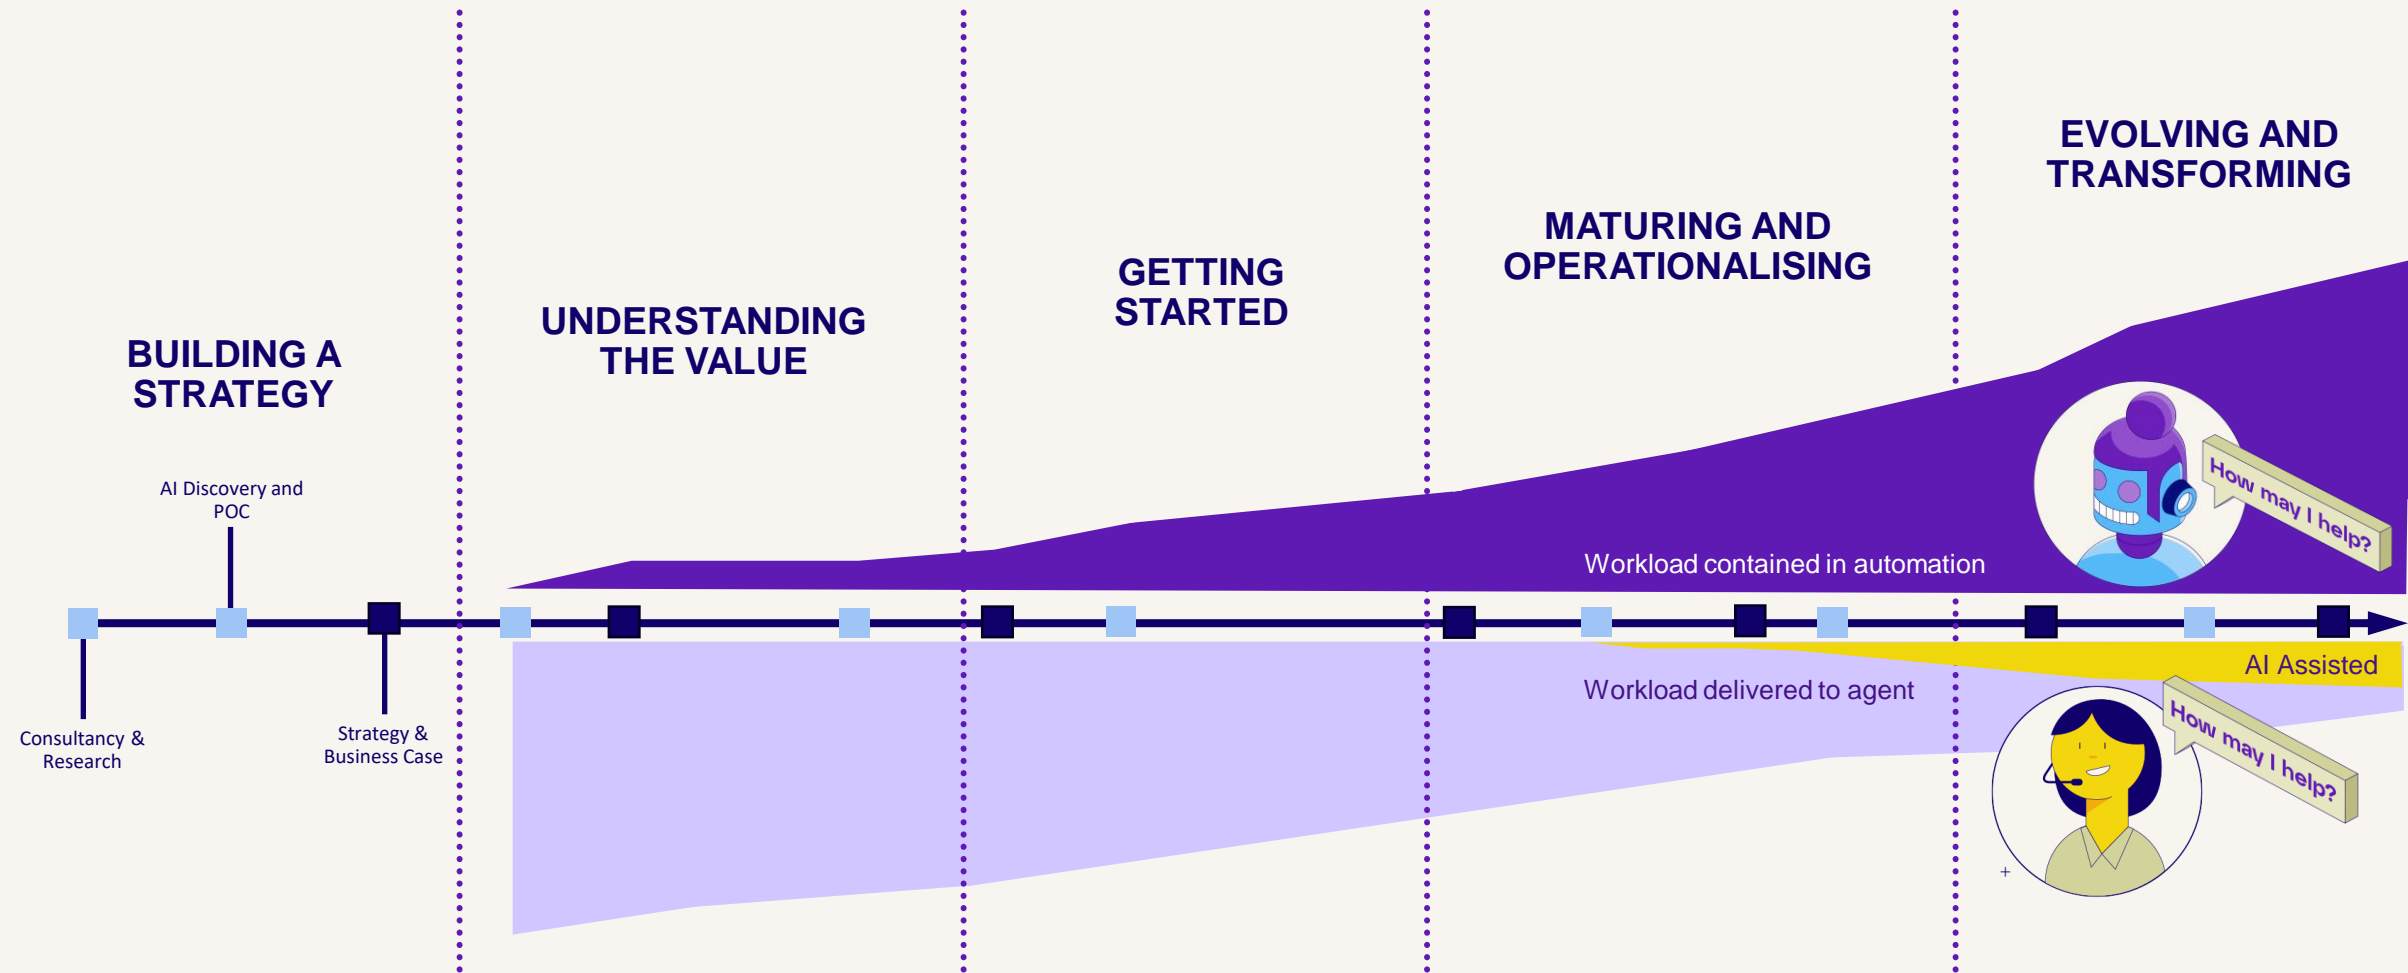 BUILDING A
STRATEGY
UNDERSTANDING
THE VALUE
GETTING
STARTED
MATURING AND
OPERATIONALISING
EVOLVING AND
TRANSFORMING
AI Discovery and
POC
Consultancy &
Research
Strategy &
Business Case
How may I help?
Workload contained in automation
AI Assisted
Workload delivered to agent
How may I help?
+